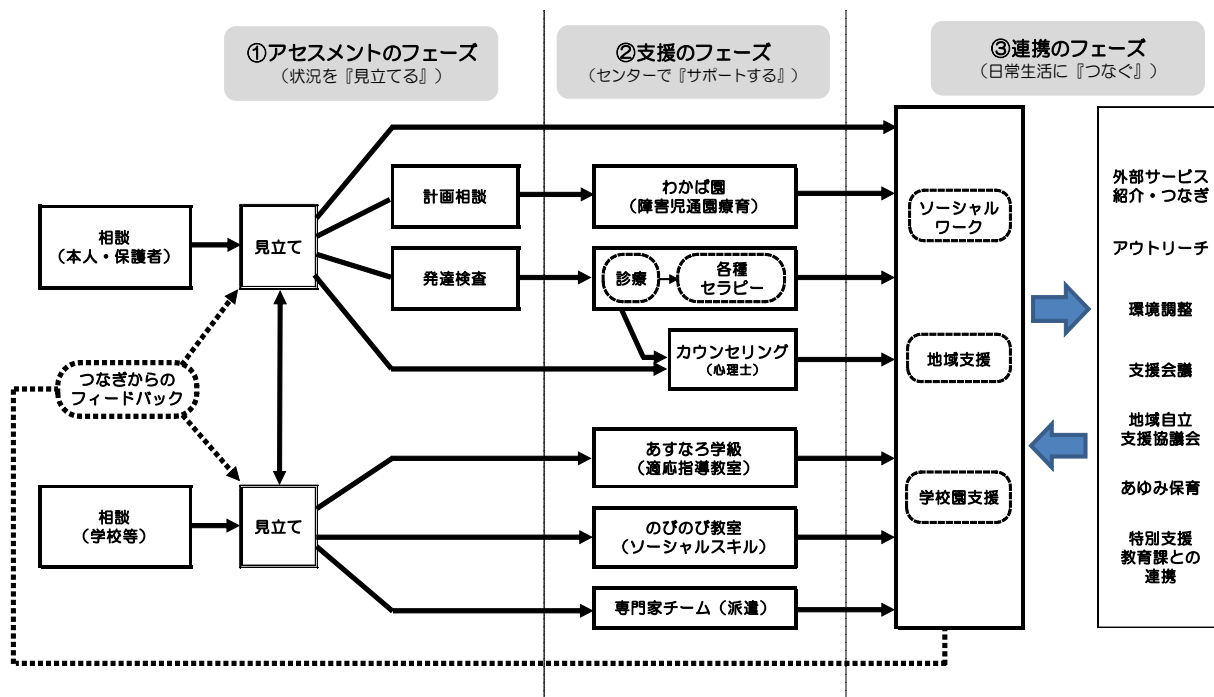 ①アセスメントのフェーズ
（状況を『見立てる』）
②支援のフェーズ
（センターで『サポートする』）
③連携のフェーズ
（日常生活に『つなぐ』）
相談
（本人・保護者）
見立て
計画相談
発達検査
わかば園
（障害児通園療育）
診療
各種
セラピー
カウンセリング
（心理士）
つなぎからの
フィードバック
相談
（学校等）
見立て
あすなろ学級
（適応指導教室）
のびのび教室
（ソーシャルスキル）
専門家チーム（派遣）
ソーシャル
ワーク
地域支援
学校園支援
外部サービス
紹介・つなぎ
アウトリーチ
環境調整
支援会議
地域自立
支援協議会
あゆみ保育
特別支援
教育課との
連携